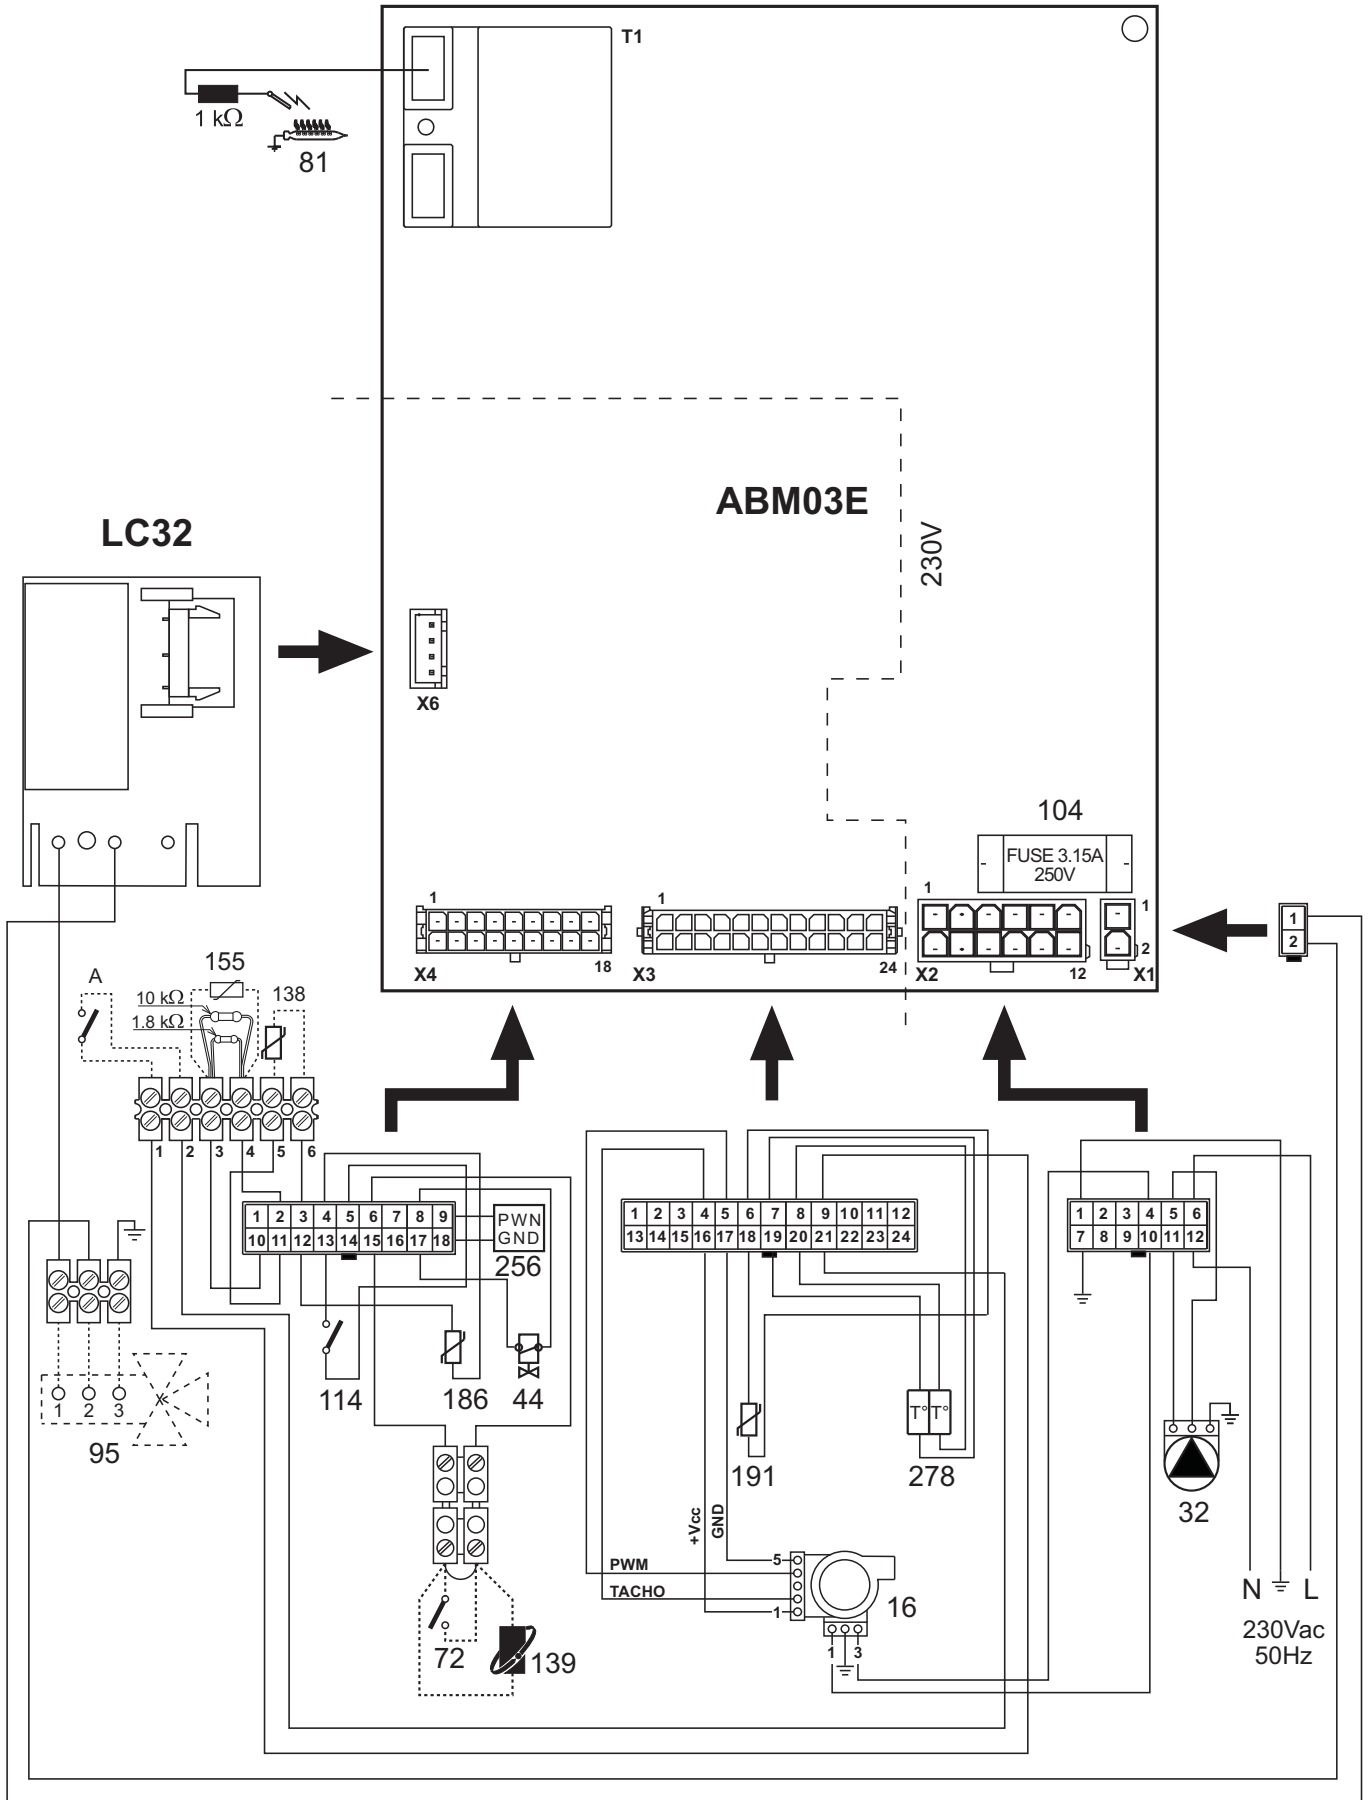 T1
1 kΩ
81
ABM03E
230V
LC32
X6
104
FUSE 3.15A
250V
1
1
1
1
2
18
24
12
X4
X3
X2
X1
1
2
A
155
138
10 kΩ
1.8 kΩ
1 2 3 4 5 6
1 2 3 4 5 6 7 8 9
10 11 12 13 14 15 16 17 18
PWN
GND
256
1 2 3 4 5 6 7 8 9 10 11 12
13 14 15 16 17 18 19 20 21 22 23 24
1 2 3 4 5 6
7 8 9 10 11 12
114
186
44
1 2 3
95
T° T°
191
278
32
+Vcc
GND
PWM
TACHO
5
1
16
1 3
72
139
N L
230Vac
50Hz